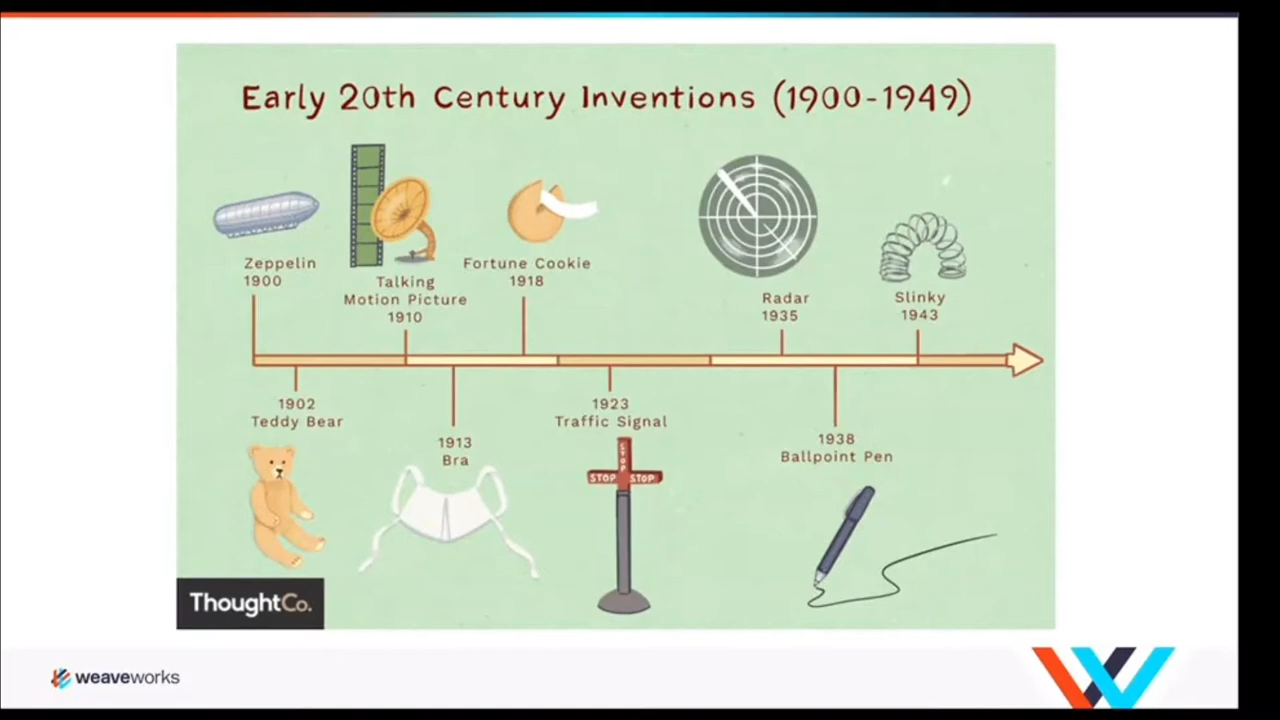 Early 20th Century Inventions (1900-1949)
Zeppelin
1900
Talking
Motion Picture
1910
Fortune Cookie
1918
Radar
1935
Slinky
1943
1902
Teddy Bear
1913
Bra
1923
Traffic Signal
STOP
STOP
STOP
1938
Ballpoint Pen
ThoughtCo.
weaveworks